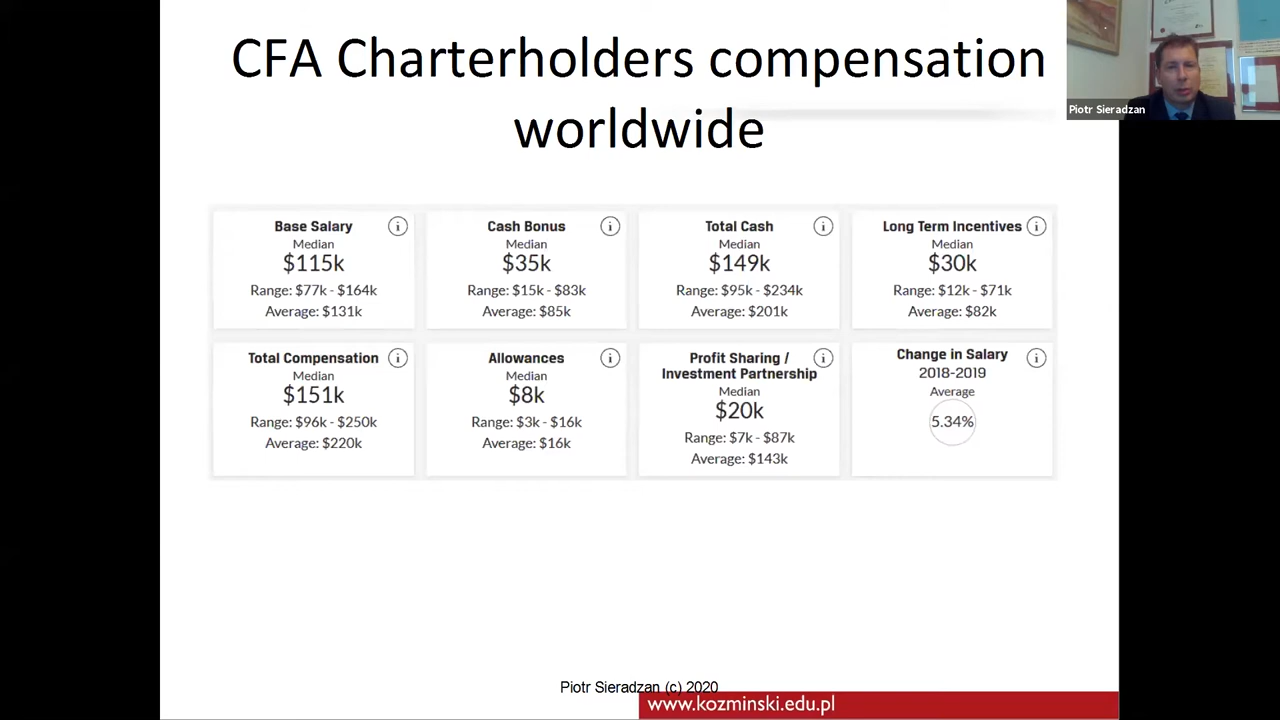 CFA Charterholders compensation
worldwide
Piotr Sieradzan
Base Salary
Median
$115k
Range: $77k - $164k
Average: $131k
Cash Bonus
Median
$35k
Range: $15k - $83k
Average: $85k
Total Cash
Median
$149k
Range: $95k - $234k
Average: $201k
Long Term Incentives
Median
$30k
Range: $12k - $71k
Average: $82k
Total Compensation
Median
$151k
Range: $96k - $250k
Average: $220k
Allowances
Median
$8k
Range: $3k - $16k
Average: $16k
Profit Sharing /
Investment Partnership
Median
$20k
Range: $7k - $87k
Average: $143k
Change in Salary
2018-2019
Average
5.34%
Piotr Sieradzan (c) 2020
www.kozminski.edu.pl